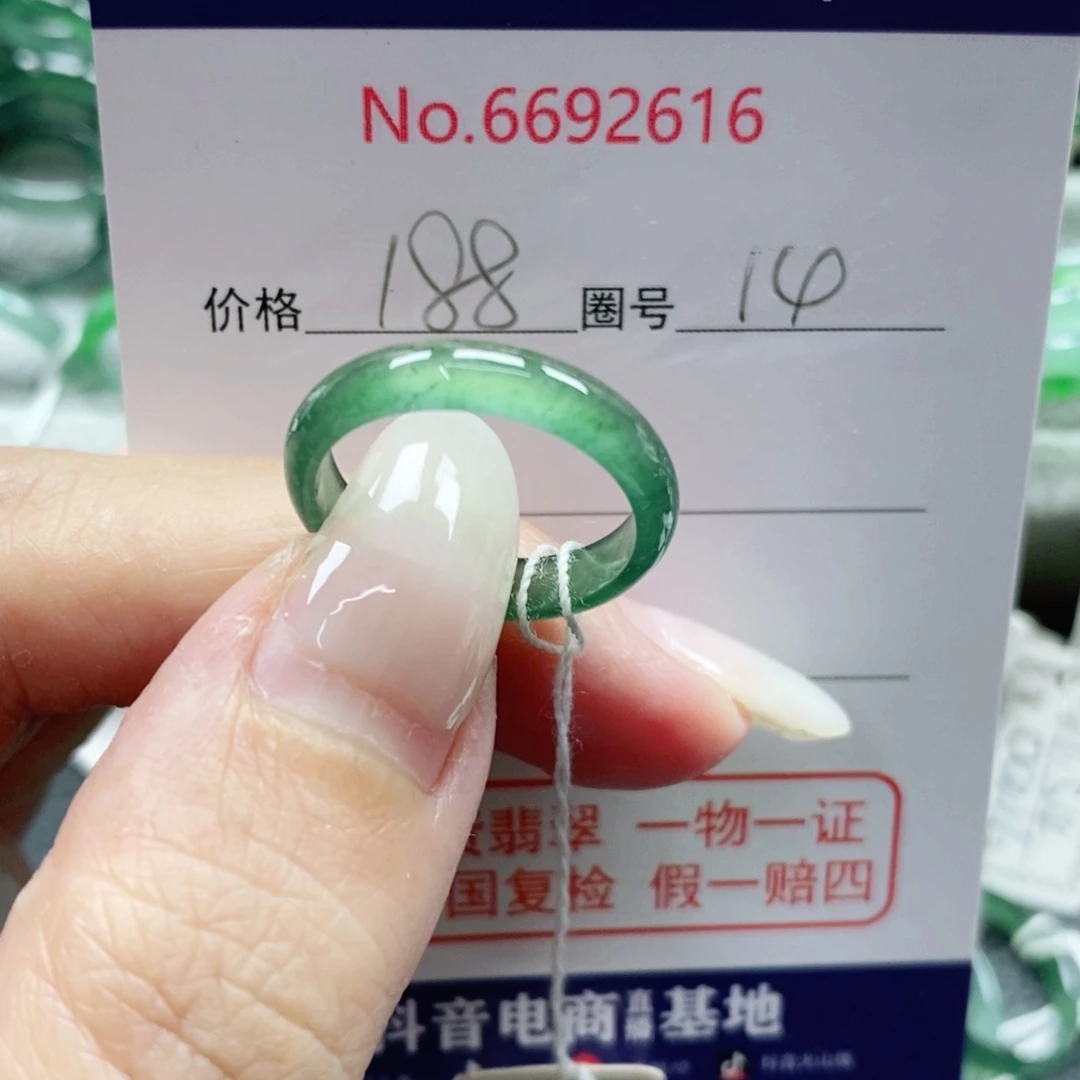 No.6692616
价格 188 圈号 14
翡翠 一物一证
国复检 假一赔四
抖音电商直播基地